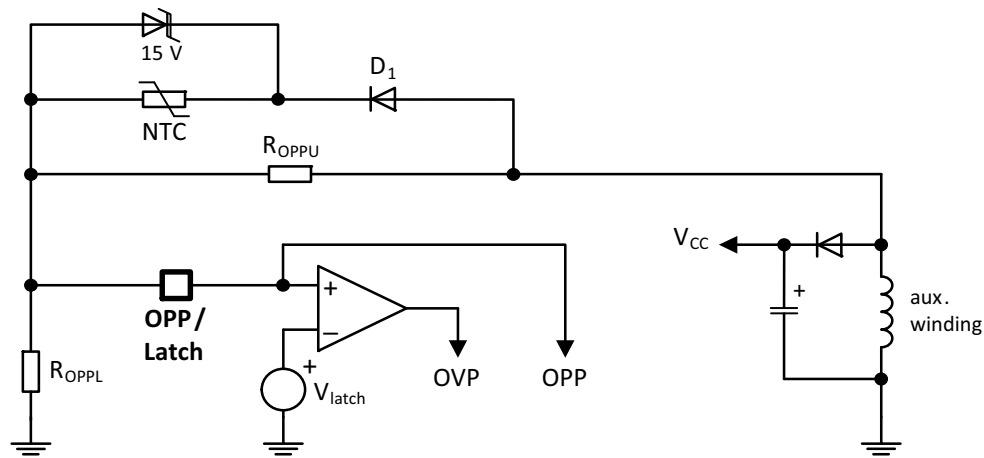 15 V
D1
NTC
ROPPU
VCC
+
aux.
winding
+
−
OPP/
Latch
ROPPL
+
Vlatch
OVP
OPP